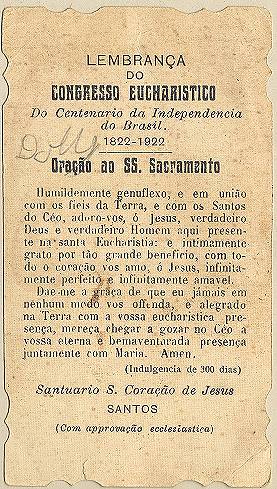 LEMBRANÇA
DO
CONGRESSO EUCHARISTICO
Do Centenario da Independencia
do Brasil.
1822-1922
Dolly
Oração ao SS. Sacramento
Humildemente genuflexo, e em união
com os fieis da Terra, e com os Santos
do Céo, adoro-vos, ó Jesus, verdadeiro
Deus e verdadeiro Homem aqui presen-
te na santa Eucharistia: e intimamente
grato por tão grande beneficio, com to-
do o coração vos amo, ó Jesus, infinita-
mente perfeito e infinitamente amavel.
Dae-me a graça de que eu jámais em
nenhum modo vos offenda, e alegrado
na Terra com a vossa eucharistica pre-
sença, mereça chegar a gozar no Céo a
vossa eterna e bemaventurada presença
juntamente com Maria. Amen.
(Indulgencia de 300 dias)
Santuario S. Coração de Jesus
SANTOS
(Com approvação ecclesiastica)